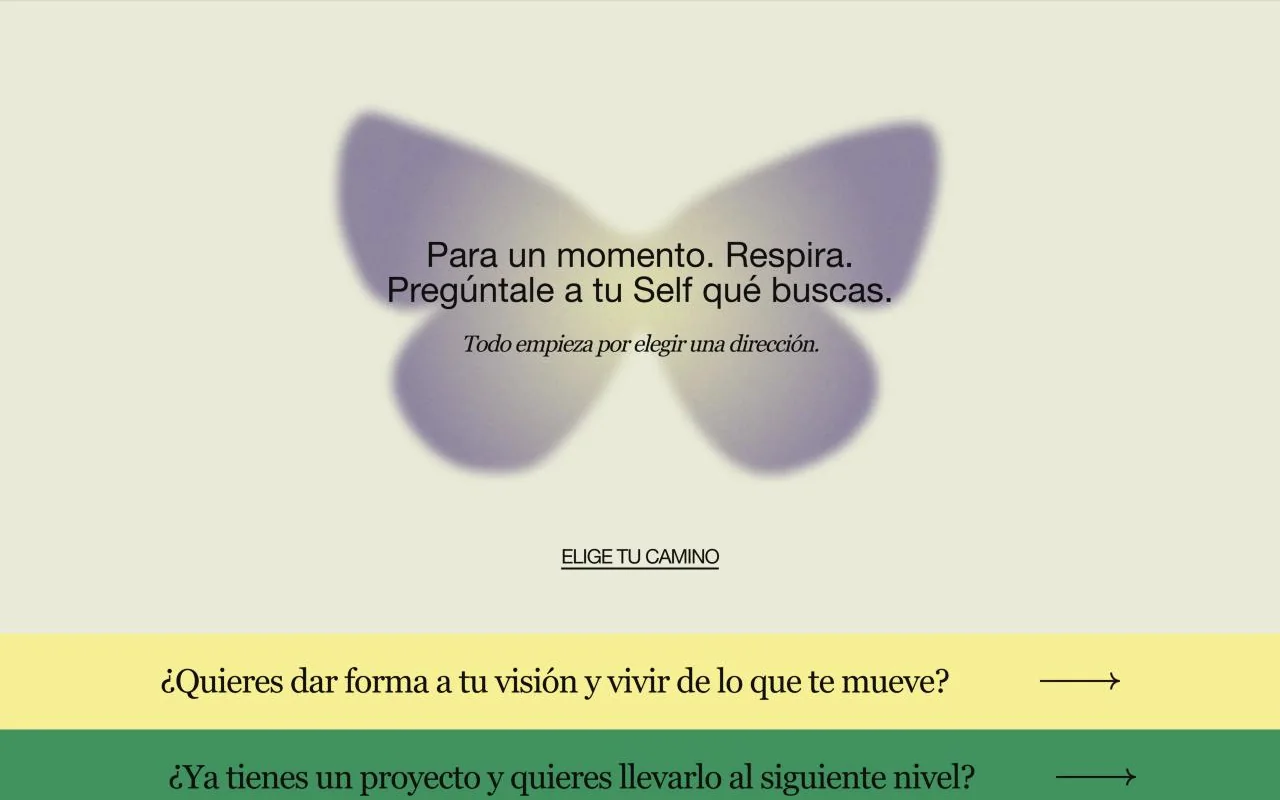 Para un momento. Respira.
Pregúntale a tu Self qué buscas.
Todo empieza por elegir una dirección.
ELIGE TU CAMINO
¿Quieres dar forma a tu visión y vivir de lo que te mueve?
¿Ya tienes un proyecto y quieres llevarlo al siguiente nivel?